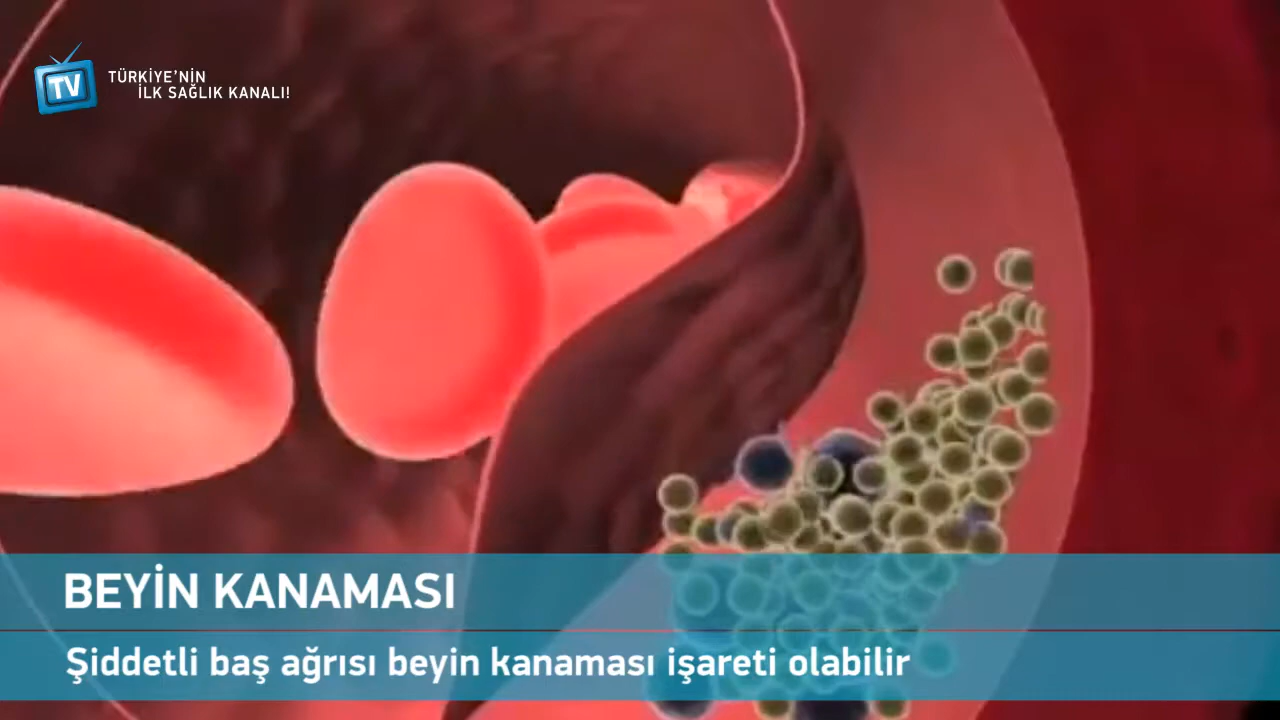 TV
TÜRKİYE'NİN
İLK SAĞLIK KANALI!
BEYİN KANAMASI
Şiddetli baş ağrısı beyin kanaması işareti olabilir